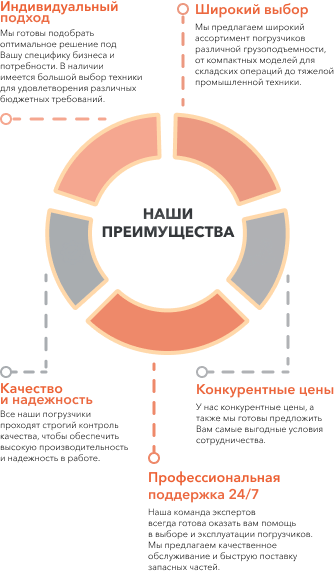 Индивидуальный
подход
Мы готовы подобрать
оптимальное решение под
Вашу специфику бизнеса и
потребности. В наличии
имеется большой выбор техники
для удовлетворения различных
бюджетных требований.
Широкий выбор
Мы предлагаем широкий
ассортимент погрузчиков
различной грузоподъемности,
от компактных моделей для
складских операций до тяжелой
промышленной техники.
НАШИ
ПРЕИМУЩЕСТВА
Качество
и надежность
Все наши погрузчики
проходят строгий контроль
качества, чтобы обеспечить
высокую производительность
и надежность в работе.
Конкурентные цены
У нас конкурентные цены, а
также мы готовы предложить
Вам самые выгодные условия
сотрудничества.
Профессиональная
поддержка 24/7
Наша команда экспертов
всегда готова оказать вам помощь
в выборе и эксплуатации погрузчиков.
Мы предлагаем качественное
обслуживание и быструю поставку
запасных частей.